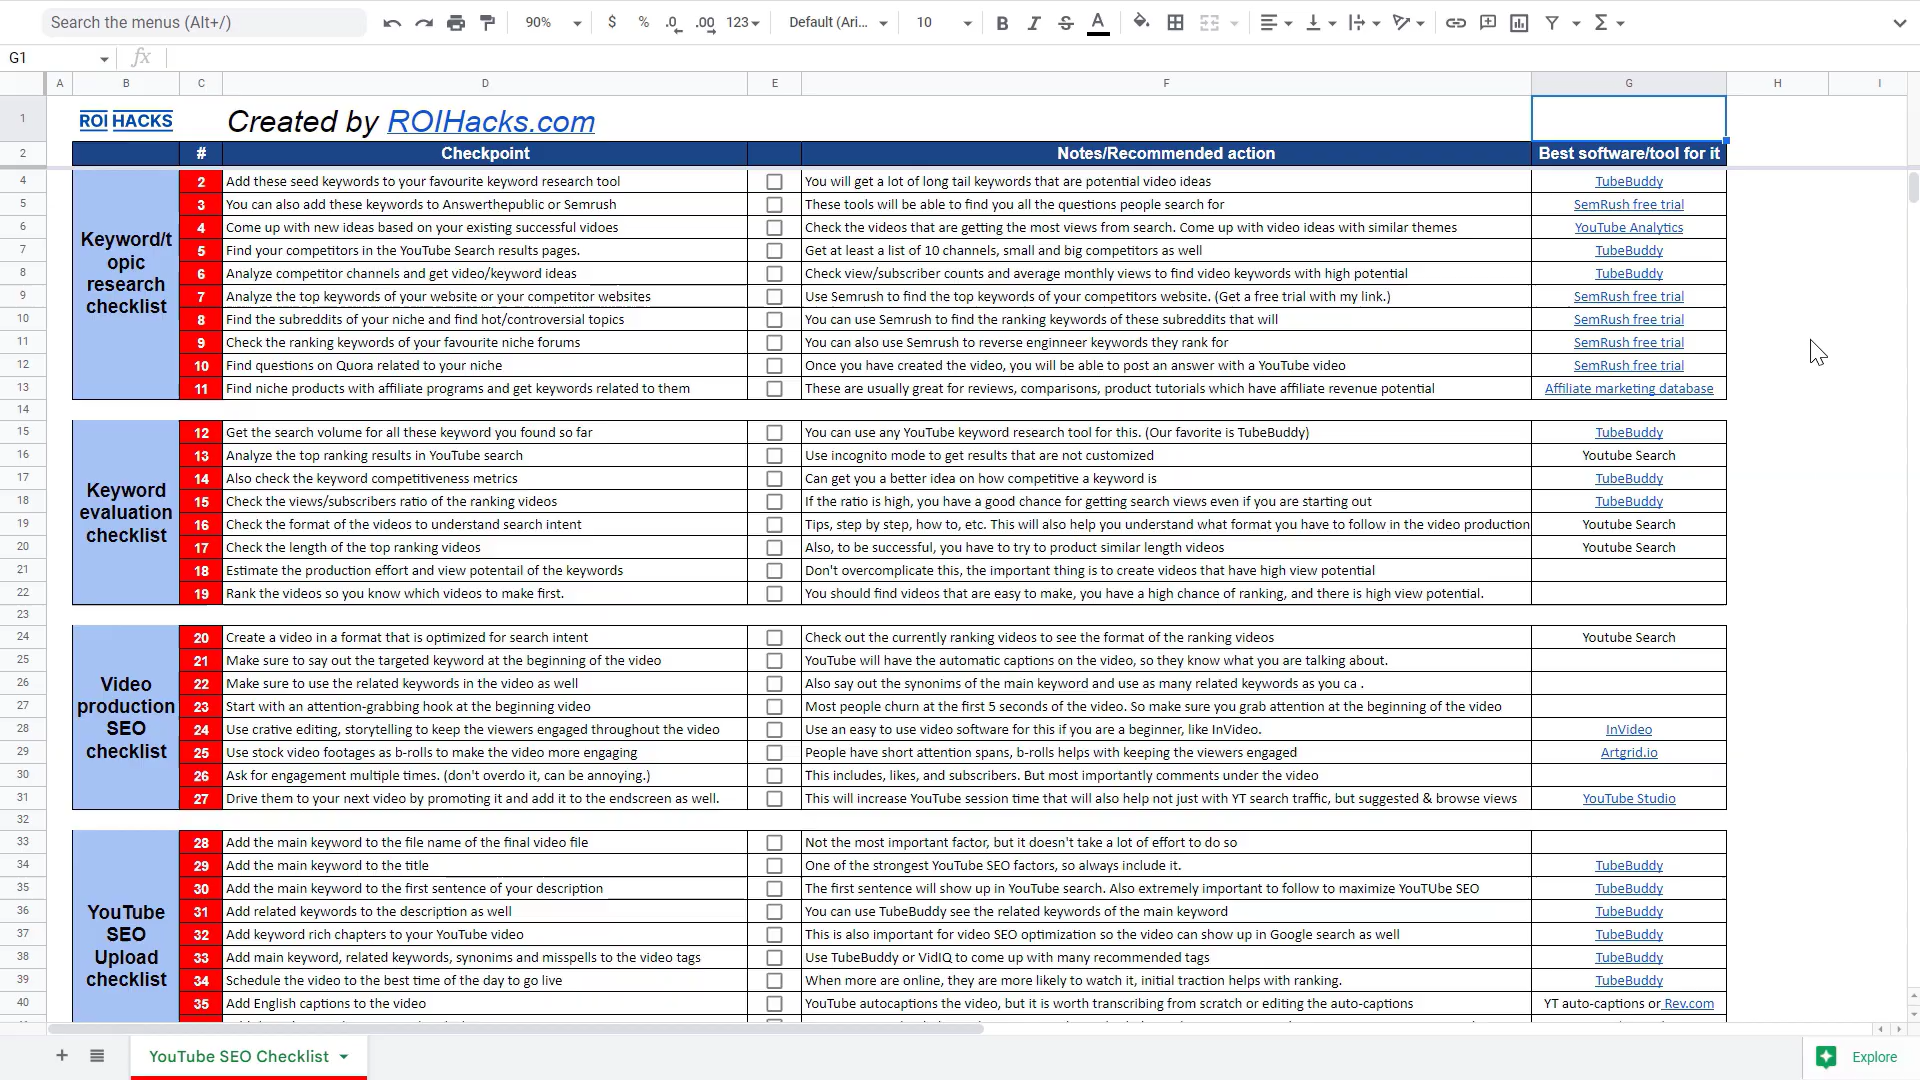 Search the menus (Alt+/)
90%
$ % .0 .00 123
Default (Ari...
10
B I S A
G1
fx
A B C D E F G H I
1 ROI HACKS Created by ROIHacks.com
2 # Checkpoint Notes/Recommended action Best software/tool for it
Keyword/t
opic
research
checklist
4 2 Add these seed keywords to your favourite keyword research tool You will get a lot of long tail keywords that are potential video ideas TubeBuddy
5 3 You can also add these keywords to Answerthepublic or Semrush These tools will be able to find you all the questions people search for SemRush free trial
6 4 Come up with new ideas based on your existing successful vidoes Check the videos that are getting the most views from search. Come up with video ideas with similar themes YouTube Analytics
7 5 Find your competitors in the YouTube Search results pages. Get at least a list of 10 channels, small and big competitors as well TubeBuddy
8 6 Analyze competitor channels and get video/keyword ideas Check view/subscriber counts and average monthly views to find video keywords with high potential TubeBuddy
9 7 Analyze the top keywords of your website or your competitor websites Use Semrush to find the top keywords of your competitors website. (Get a free trial with my link.) SemRush free trial
10 8 Find the subreddits of your niche and find hot/controversial topics You can use Semrush to find the ranking keywords of these subreddits that will SemRush free trial
11 9 Check the ranking keywords of your favourite niche forums You can also use Semrush to reverse enginneer keywords they rank for SemRush free trial
12 10 Find questions on Quora related to your niche Once you have created the video, you will be able to post an answer with a YouTube video SemRush free trial
13 11 Find niche products with affiliate programs and get keywords related to them These are usually great for reviews, comparisons, product tutorials which have affiliate revenue potential Affiliate marketing database
14
Keyword
evaluation
checklist
15 12 Get the search volume for all these keyword you found so far You can use any YouTube keyword research tool for this. (Our favorite is TubeBuddy) TubeBuddy
16 13 Analyze the top ranking results in YouTube search Use incognito mode to get results that are not customized Youtube Search
17 14 Also check the keyword competitiveness metrics Can get you a better idea on how competitive a keyword is TubeBuddy
18 15 Check the views/subscribers ratio of the ranking videos If the ratio is high, you have a good chance for getting search views even if you are starting out TubeBuddy
19 16 Check the format of the videos to understand search intent Tips, step by step, how to, etc. This will also help you understand what format you have to follow in the video production Youtube Search
20 17 Check the length of the top ranking videos Also, to be successful, you have to try to product similar length videos Youtube Search
21 18 Estimate the production effort and view potentail of the keywords Don't overcomplicate this, the important thing is to create videos that have high view potential
22 19 Rank the videos so you know which videos to make first. You should find videos that are easy to make, you have a high chance of ranking, and there is high view potential.
23
Video
production
SEO
checklist
24 20 Create a video in a format that is optimized for search intent Check out the currently ranking videos to see the format of the ranking videos Youtube Search
25 21 Make sure to say out the targeted keyword at the beginning of the video YouTube will have the automatic captions on the video, so they know what you are talking about.
26 22 Make sure to use the related keywords in the video as well Also say out the synonims of the main keyword and use as many related keywords as you ca .
27 23 Start with an attention-grabbing hook at the beginning video Most people churn at the first 5 seconds of the video. So make sure you grab attention at the beginning of the video
28 24 Use crative editing, storytelling to keep the viewers engaged throughout the video Use an easy to use video software for this if you are a beginner, like InVideo. InVideo
29 25 Use stock video footages as b-rolls to make the video more engaging People have short attention spans, b-rolls helps with keeping the viewers engaged Artgrid.io
30 26 Ask for engagement multiple times. (don't overdo it, can be annoying.) This includes, likes, and subscribers. But most importantly comments under the video
31 27 Drive them to your next video by promoting it and add it to the endscreen as well. This will increase YouTube session time that will also help not just with YT search traffic, but suggested & browse views YouTube Studio
32
YouTube
SEO
Upload
checklist
33 28 Add the main keyword to the file name of the final video file Not the most important factor, but it doesn't take a lot of effort to do so
34 29 Add the main keyword to the title One of the strongest YouTube SEO factors, so always include it. TubeBuddy
35 30 Add the main keyword to the first sentence of your description The first sentence will show up in YouTube search. Also extremely important to follow to maximize YouTUBE SEO TubeBuddy
36 31 Add related keywords to the description as well You can use TubeBuddy see the related keywords of the main keyword TubeBuddy
37 32 Add keyword rich chapters to your YouTube video This is also important for video SEO optimization so the video can show up in Google search as well TubeBuddy
38 33 Add main keyword, related keywords, synonims and misspells to the video tags Use TubeBuddy or VidIQ to come up with many recommended tags TubeBuddy
39 34 Schedule the video to the best time of the day to go live When more are online, they are more likely to watch it, initial traction helps with ranking. TubeBuddy
40 35 Add English captions to the video YouTube autocaptions the video, but it is worth transcribing from scratch or editing the auto-captions YT auto-captions or Rev.com
YouTube SEO Checklist
Explore